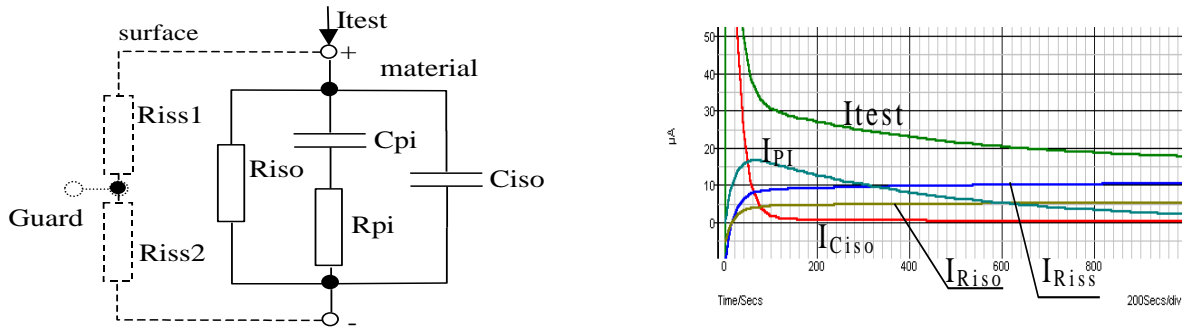 Itest
surface
+
material
Riss1
Cpi
Riso
Ciso
Guard
Rpi
Riss2
-
50
40
30
20
10
0
µA
Itest
IPI
ICiso
IRiso
IRiss
0
200
400
600
800
Time/Secs
200Secs/div